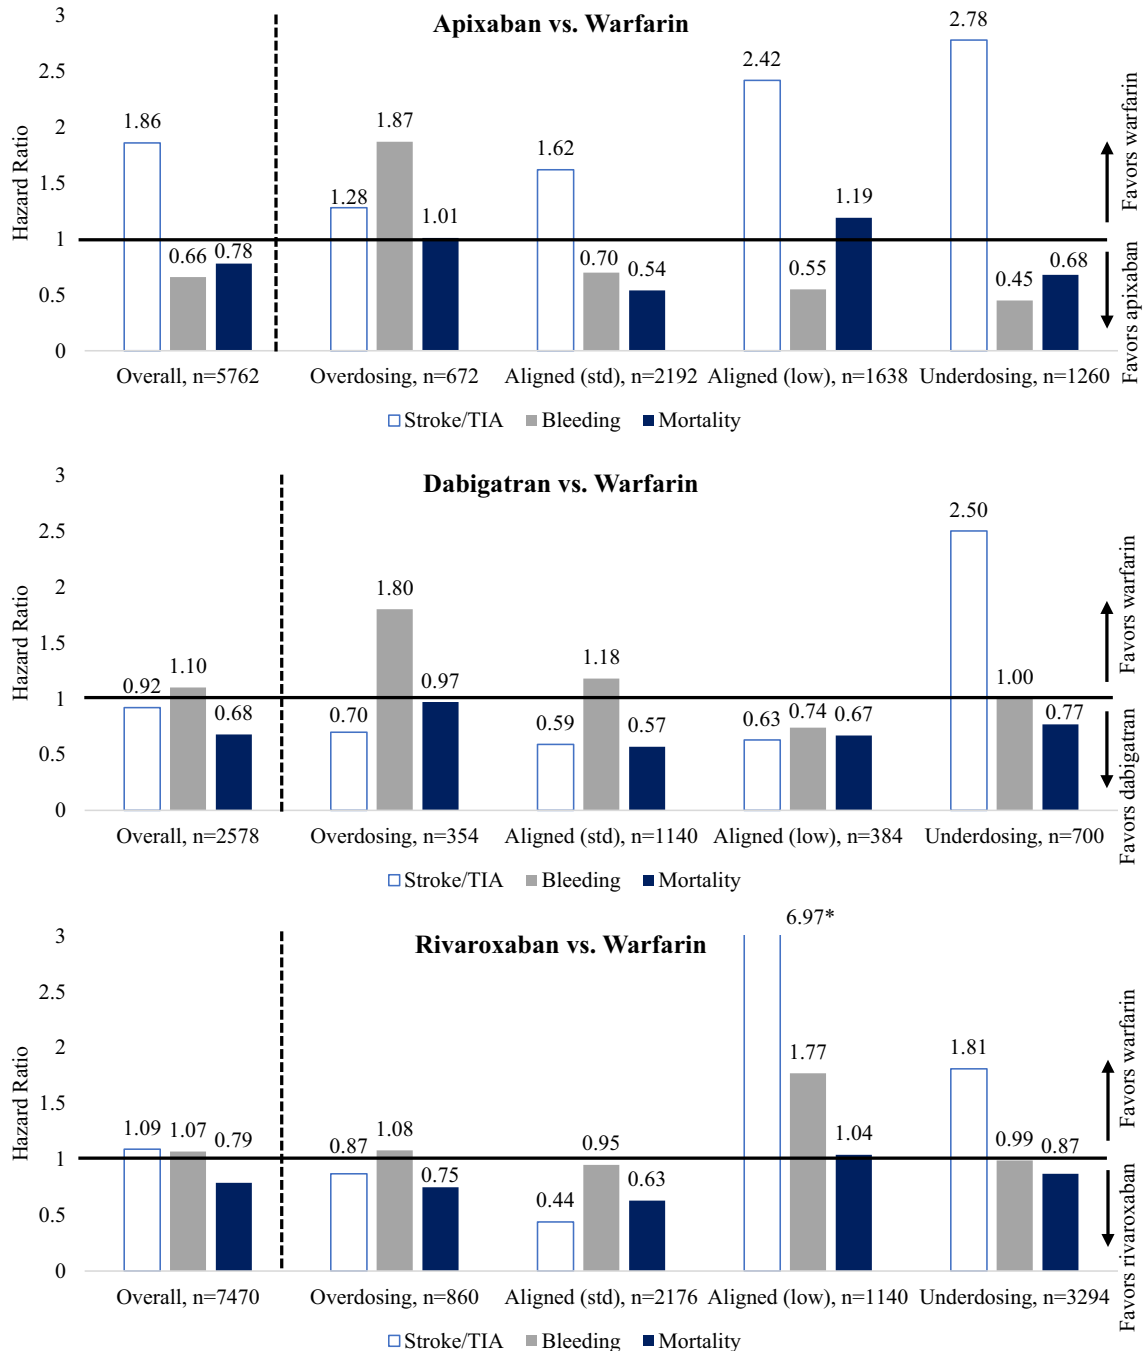 Apixaban vs. Warfarin
Hazard Ratio
3
2.5
2
1.5
1
0.5
0
1.86
0.66
0.78
1.28
1.87
1.01
1.62
0.70
0.54
2.42
0.55
1.19
2.78
0.45
0.68
Favors warfarin
Favors apixaban
Overall, n=5762
Overdosing, n=672
Aligned (std), n=2192
Aligned (low), n=1638
Underdosing, n=1260
Stroke/TIA
Bleeding
Mortality
Dabigatran vs. Warfarin
Hazard Ratio
3
2.5
2
1.5
1
0.5
0
0.92
1.10
0.68
0.70
1.80
0.97
0.59
1.18
0.57
0.63
0.74
0.67
2.50
1.00
0.77
Favors warfarin
Favors dabigatran
Overall, n=2578
Overdosing, n=354
Aligned (std), n=1140
Aligned (low), n=384
Underdosing, n=700
Stroke/TIA
Bleeding
Mortality
Rivaroxaban vs. Warfarin
Hazard Ratio
3
2.5
2
1.5
1
0.5
0
1.09
1.07
0.79
0.87
1.08
0.75
0.44
0.95
0.63
6.97*
1.77
1.04
1.81
0.99
0.87
Favors warfarin
Favors rivaroxaban
Overall, n=7470
Overdosing, n=860
Aligned (std), n=2176
Aligned (low), n=1140
Underdosing, n=3294
Stroke/TIA
Bleeding
Mortality